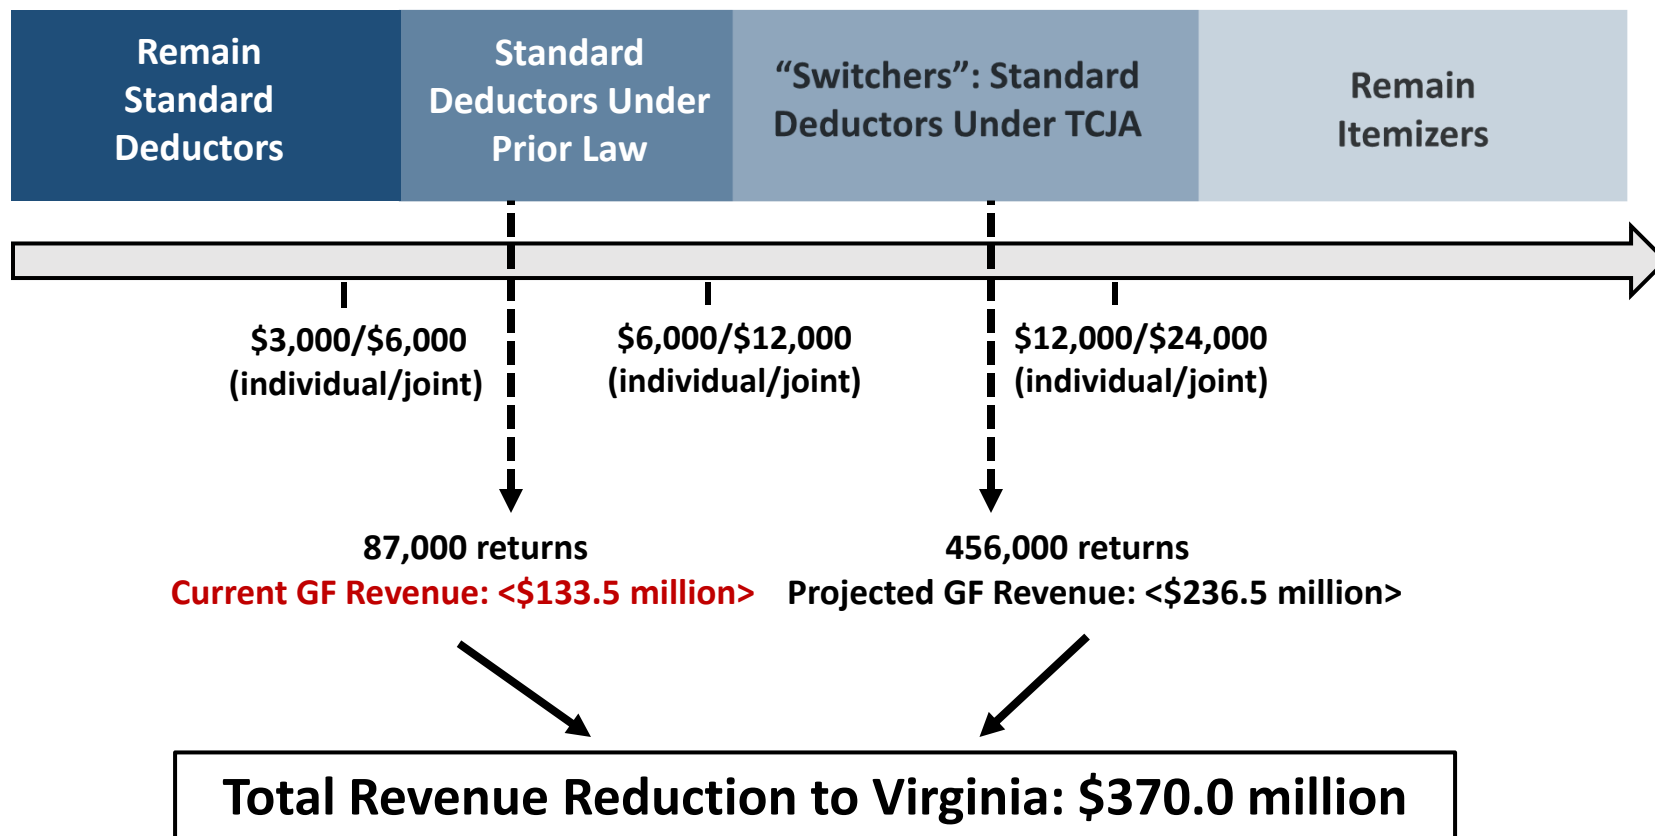 Remain
Standard
Deductors
Standard
Deductors Under
Prior Law
“Switchers”: Standard
Deductors Under TCJA
Remain
Itemizers
$3,000/$6,000
(individual/joint)
$6,000/$12,000
(individual/joint)
$12,000/$24,000
(individual/joint)
87,000 returns
Current GF Revenue: <$133.5 million>
456,000 returns
Projected GF Revenue: <$236.5 million>
Total Revenue Reduction to Virginia: $370.0 million